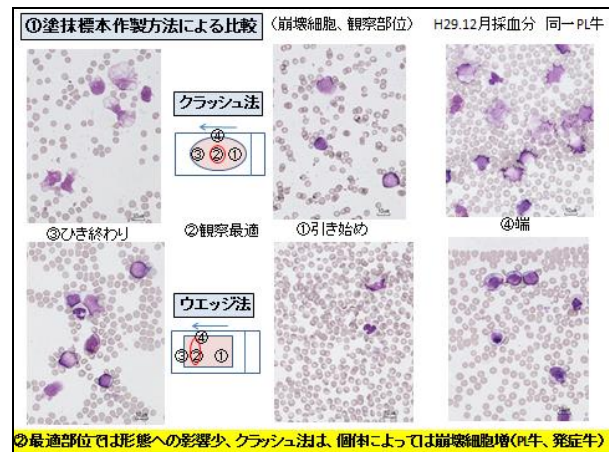 ①塗抹標本作製方法による比較 (崩壊細胞、観察部位) H29.12月採血分 同一PL牛
クラッシュ法
④
③ ② ①
③ひき終わり ②観察最適 ①引き始め ④端
ウエッジ法
④
③ ② ①
②最適部位では形態への影響少、クラッシュ法は、個体によっては崩壊細胞増(PL牛、発症牛)